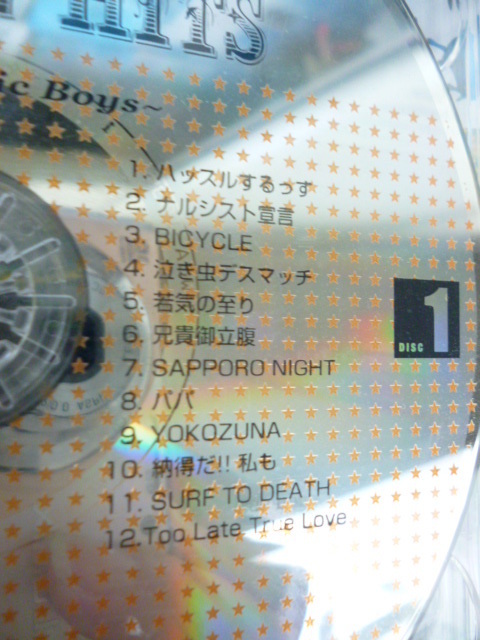 HITS
ic Boys~
1. ハッスルするっず
2. ナルシスト宣言
3. BICYCLE
4. 泣き虫デスマッチ
5. 若気の至り
6. 兄貴御立腹
7. SAPPORO NIGHT
8. パパ
9. YOKOZUNA
10. 納得だ!! 私も
11. SURF TO DEATH
12.Too Late True Love
DISC 1